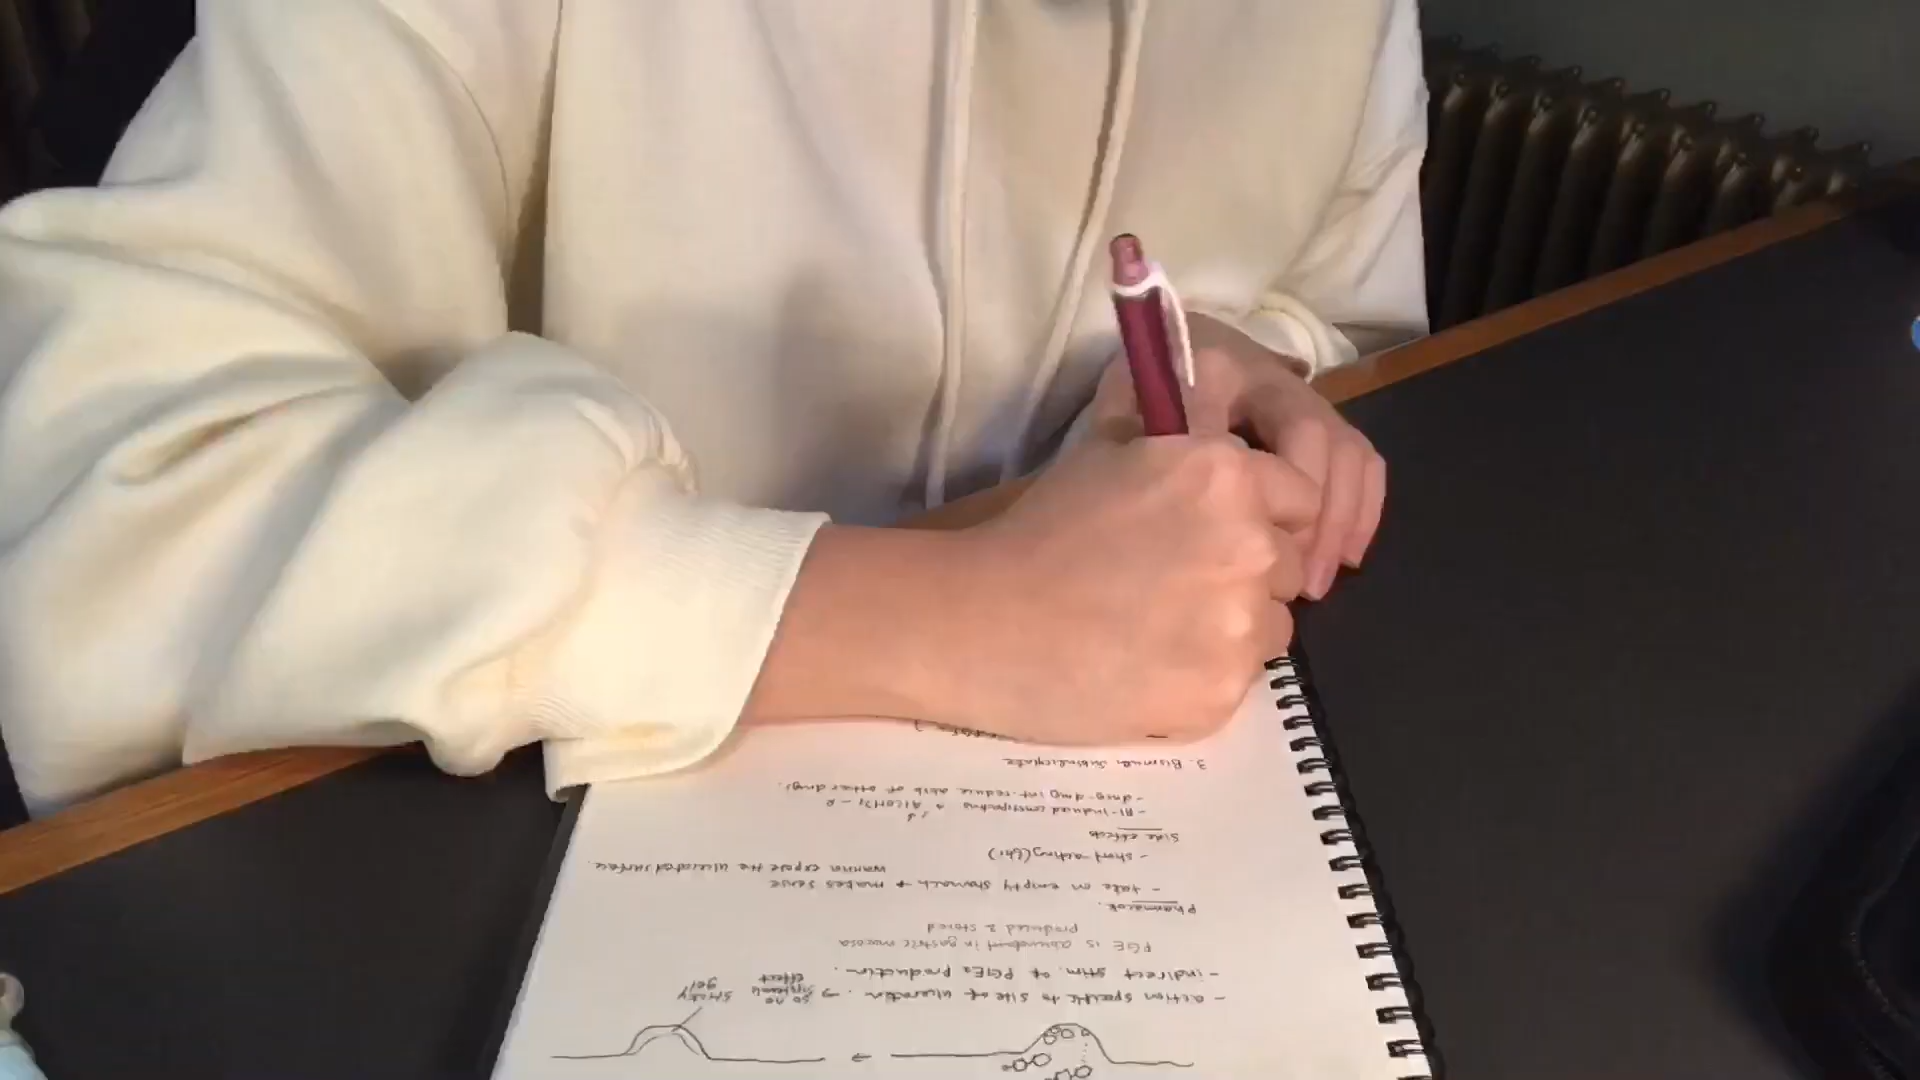 - action specific to site of ulceration → so no systemic effect
sticky gel
- indirect stim. of PGE₂ production.
PGE is abundant in gastric mucosa
produced & stored
Pharmacok.
- take on empty stomach → makes sense
wanna expose the ulcerated surface.
- short-acting (6hr)
Side effects
- Al-induced constipation
- drug-drug int. reduce absb of other drugs.
3. Bismuth Subsalicylate